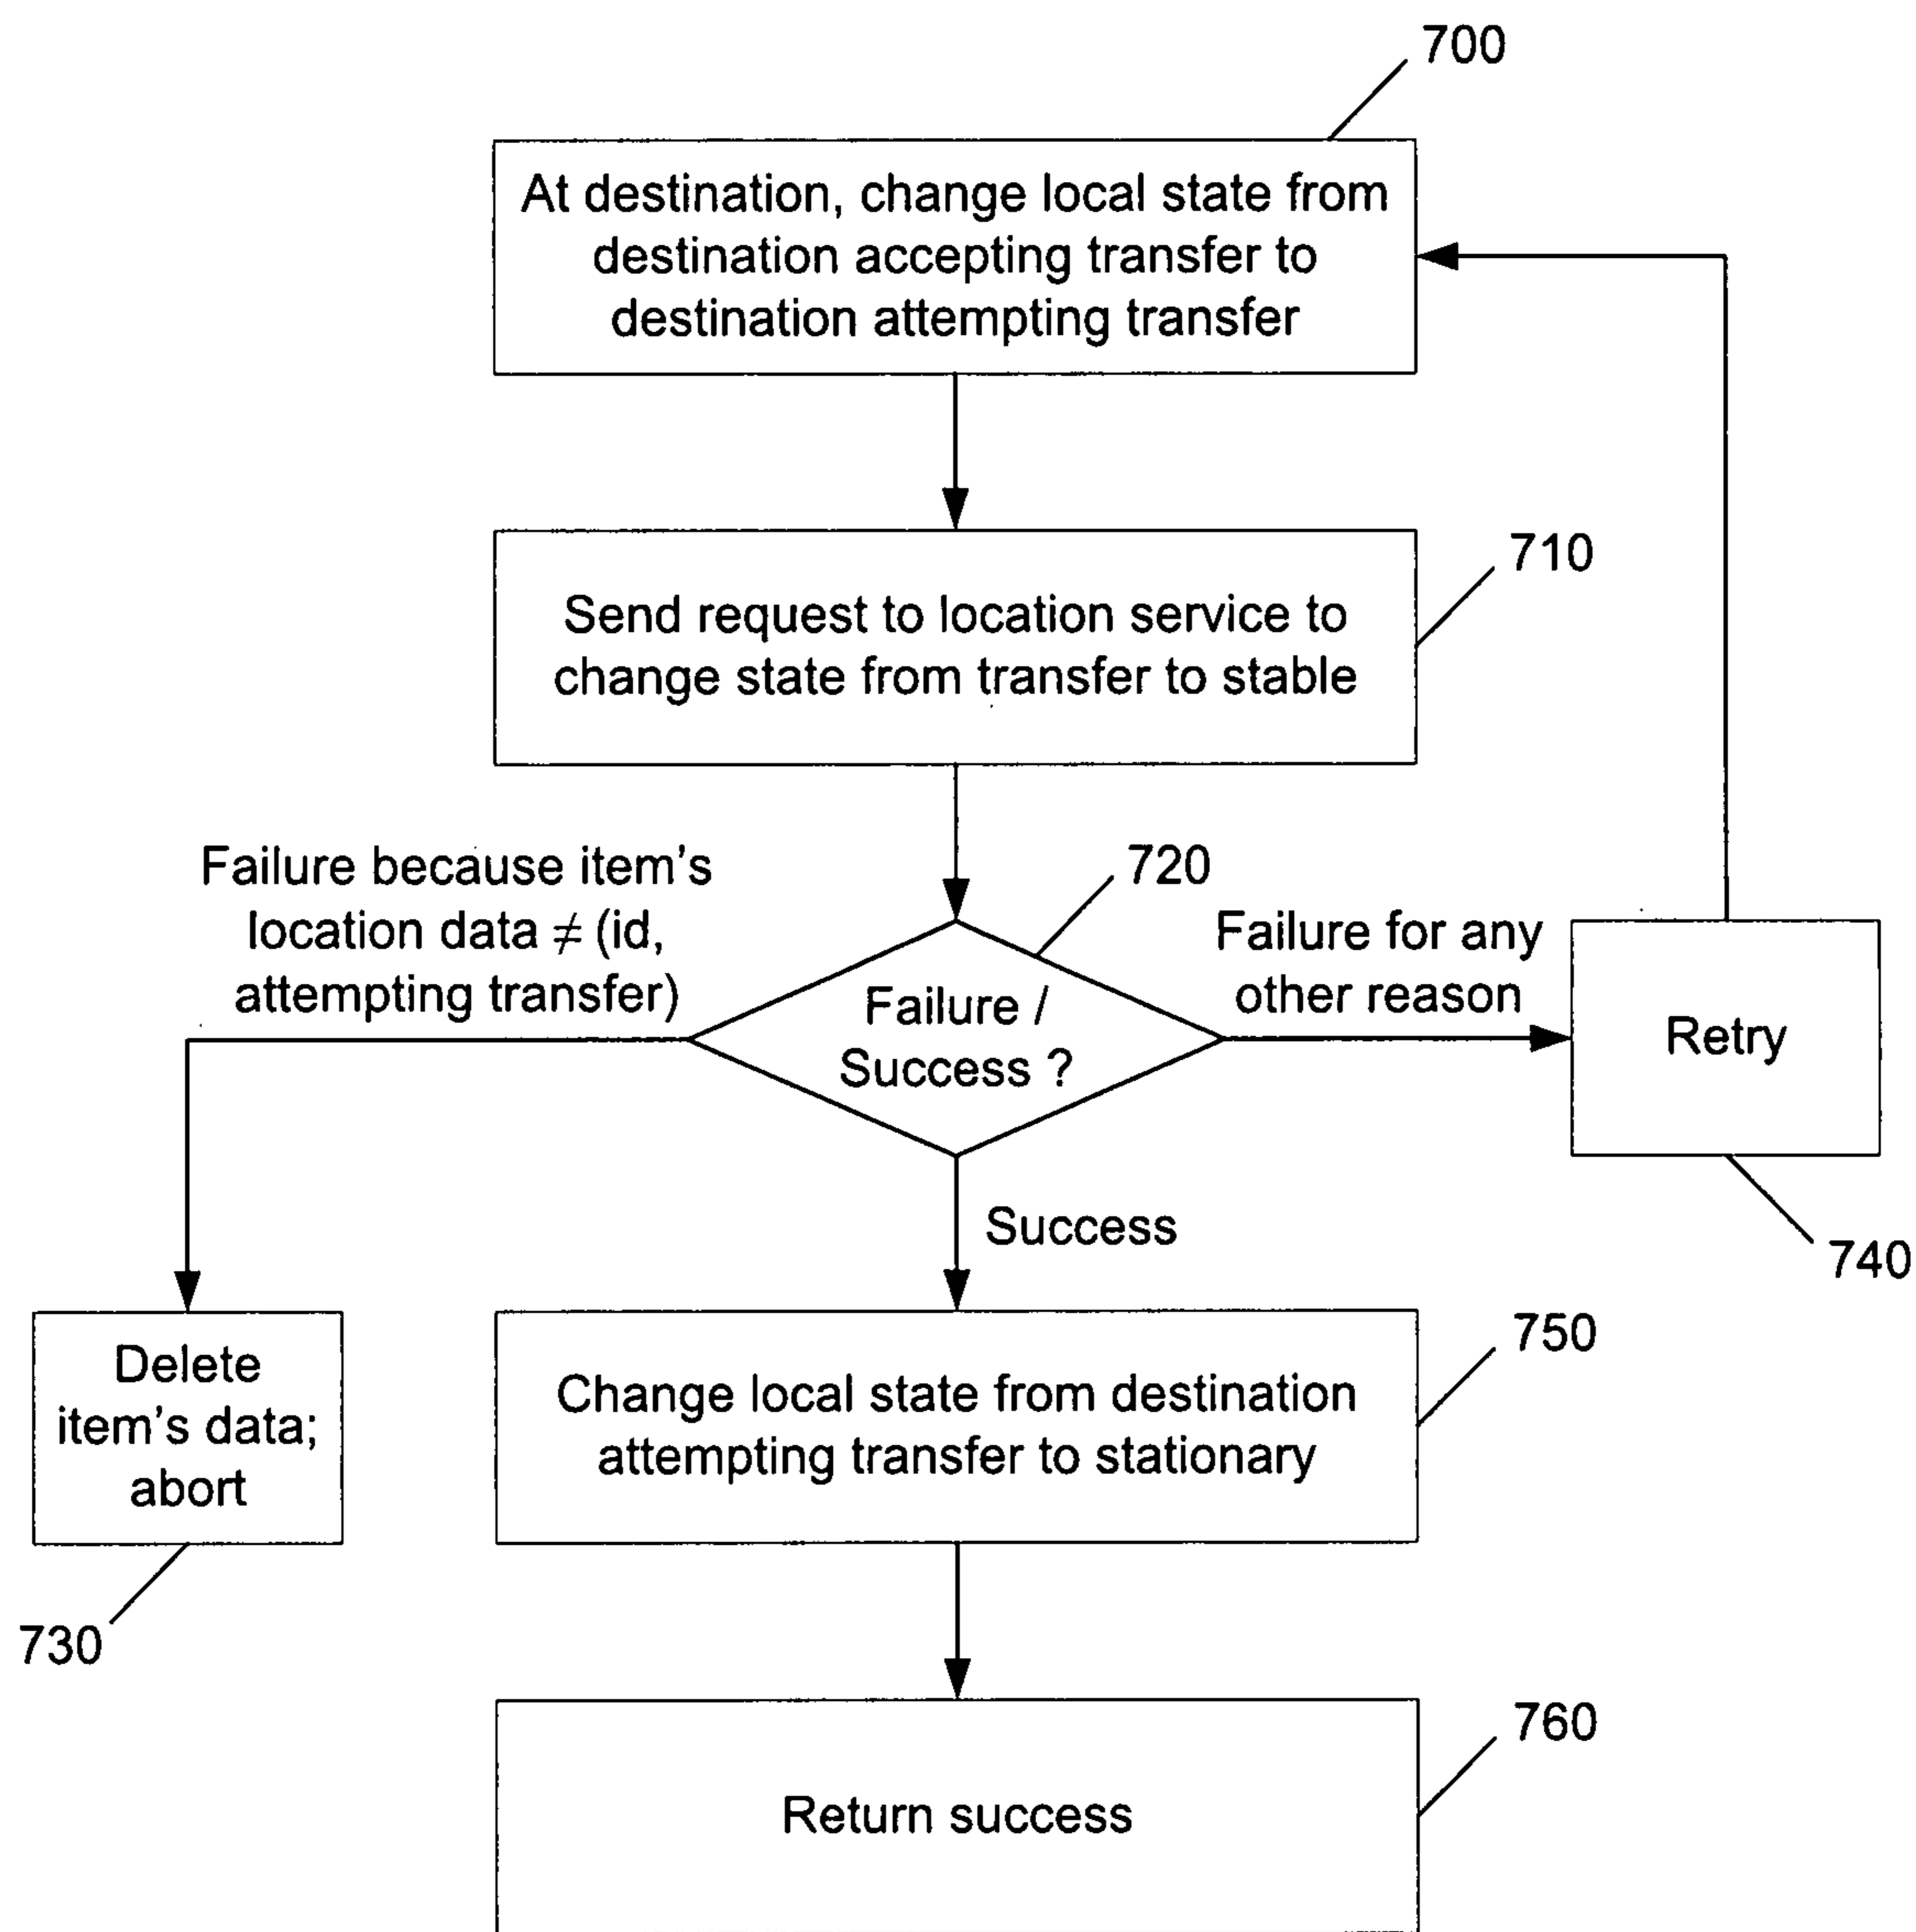 700
At destination, change local state from
destination accepting transfer to
destination attempting transfer
710
Send request to location service to
change state from transfer to stable
720
Failure because item's
location data ≠ (id,
attempting transfer)
Failure /
Success ?
Failure for any
other reason
Retry
740
Success
730
Delete
item's data;
abort
750
Change local state from destination
attempting transfer to stationary
760
Return success